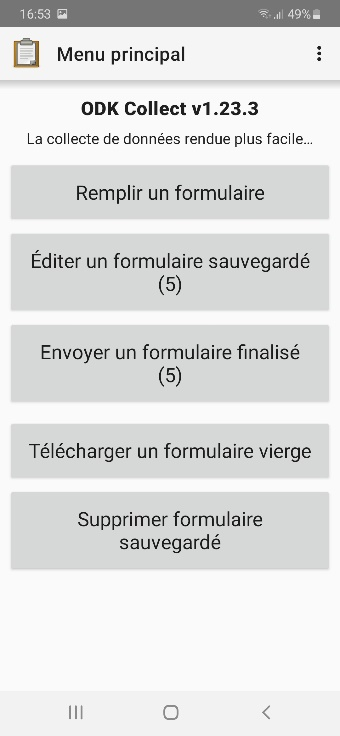 16:53 49%
Menu principal
ODK Collect v1.23.3
La collecte de données rendue plus facile...
Remplir un formulaire
Éditer un formulaire sauvegardé
(5)
Envoyer un formulaire finalisé
(5)
Télécharger un formulaire vierge
Supprimer formulaire
sauvegardé